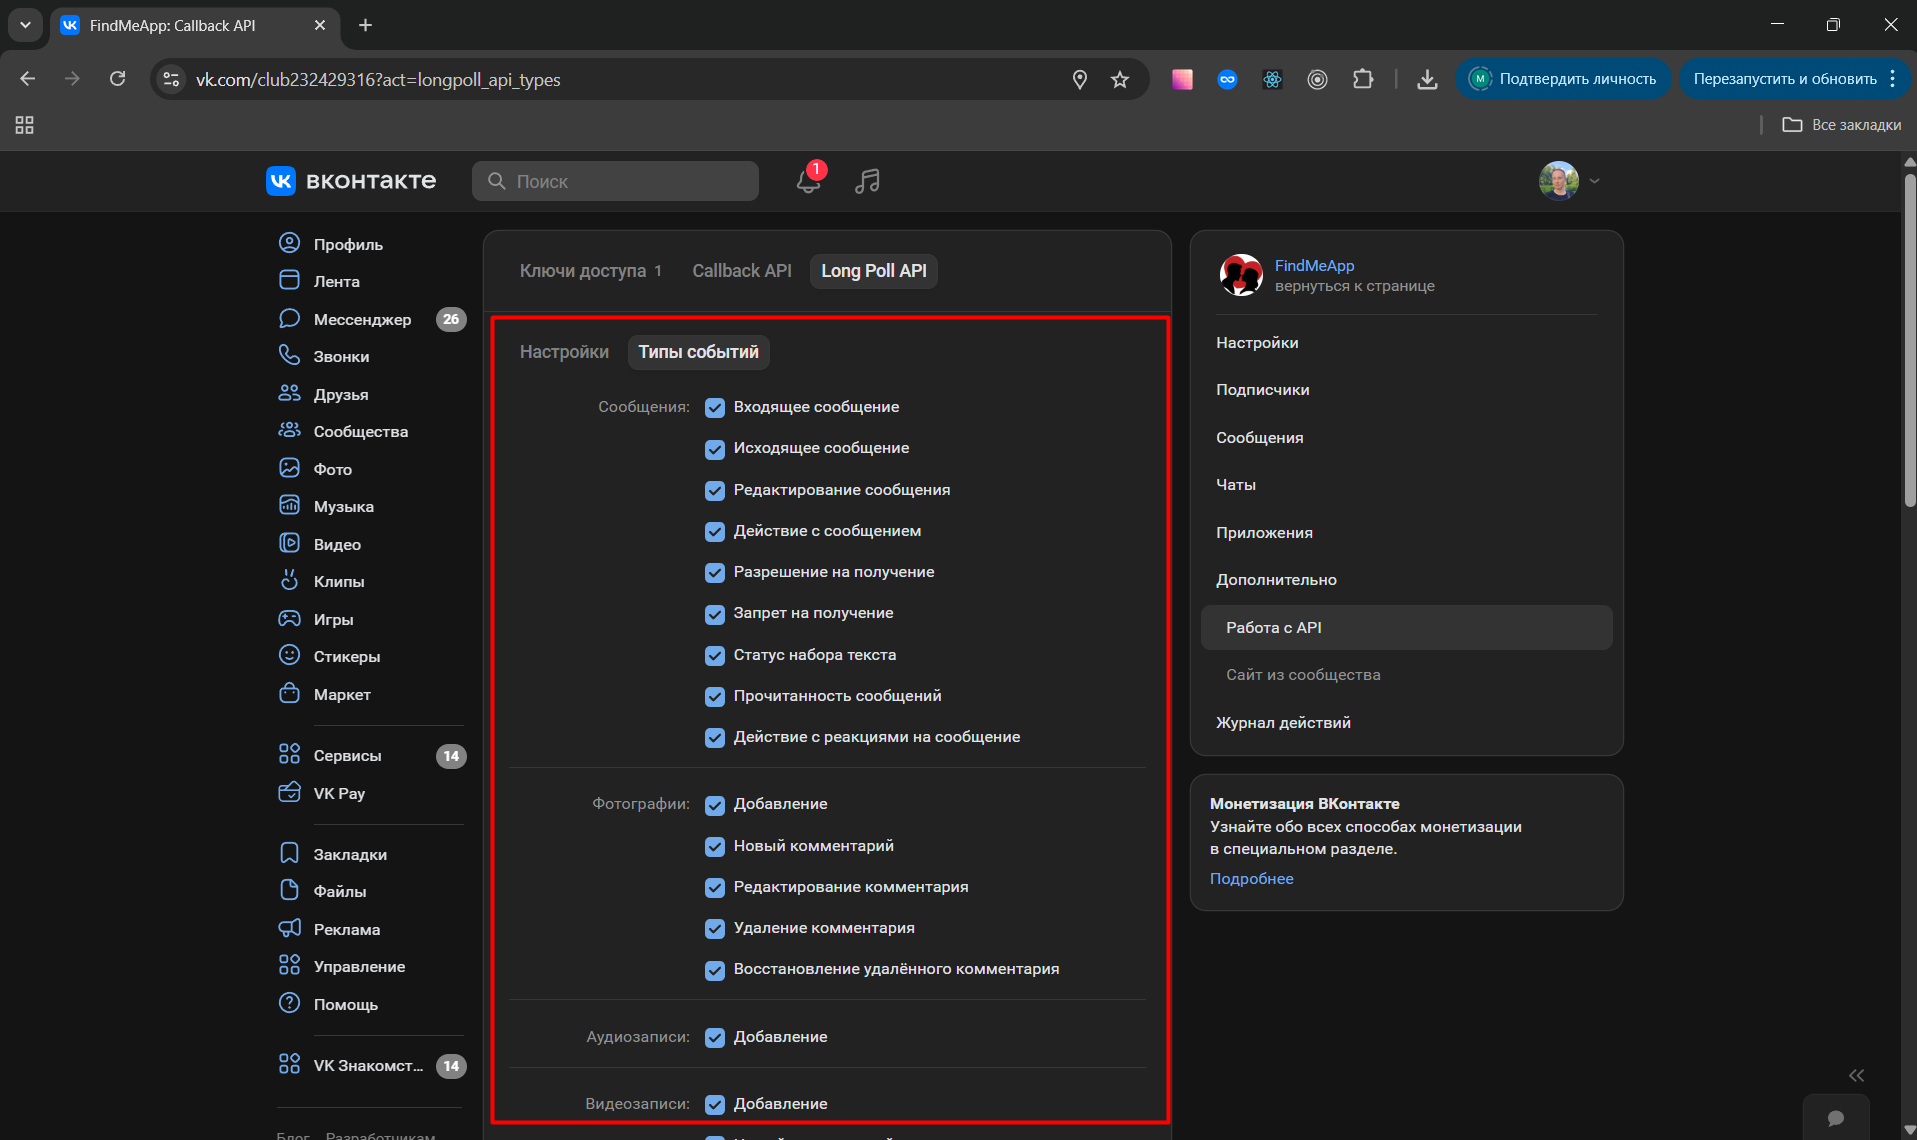 FindMeApp: Callback API
vk.com/club232429316?act=longpoll_api_types
М
Подтвердить личность
Перезапустить и обновить
Все закладки
вконтакте
Поиск
1
Профиль
Лента
Мессенджер 26
Звонки
Друзья
Сообщества
Фото
Музыка
Видео
Клипы
Игры
Стикеры
Маркет
Сервисы 14
VK Pay
Закладки
Файлы
Реклама
Управление
Помощь
VK Знакомст... 14
Блог Разработчикам
Ключи доступа 1 Callback API Long Poll API
Настройки Типы событий
Сообщения: Входящее сообщение
Исходящее сообщение
Редактирование сообщения
Действие с сообщением
Разрешение на получение
Запрет на получение
Статус набора текста
Прочитанность сообщений
Действие с реакциями на сообщение
Фотографии: Добавление
Новый комментарий
Редактирование комментария
Удаление комментария
Восстановление удалённого комментария
Аудиозаписи: Добавление
Видеозаписи: Добавление
FindMeApp
вернуться к странице
Настройки
Подписчики
Сообщения
Чаты
Приложения
Дополнительно
Работа с API
Сайт из сообщества
Журнал действий
Монетизация ВКонтакте
Узнайте обо всех способах монетизации
в специальном разделе.
Подробнее